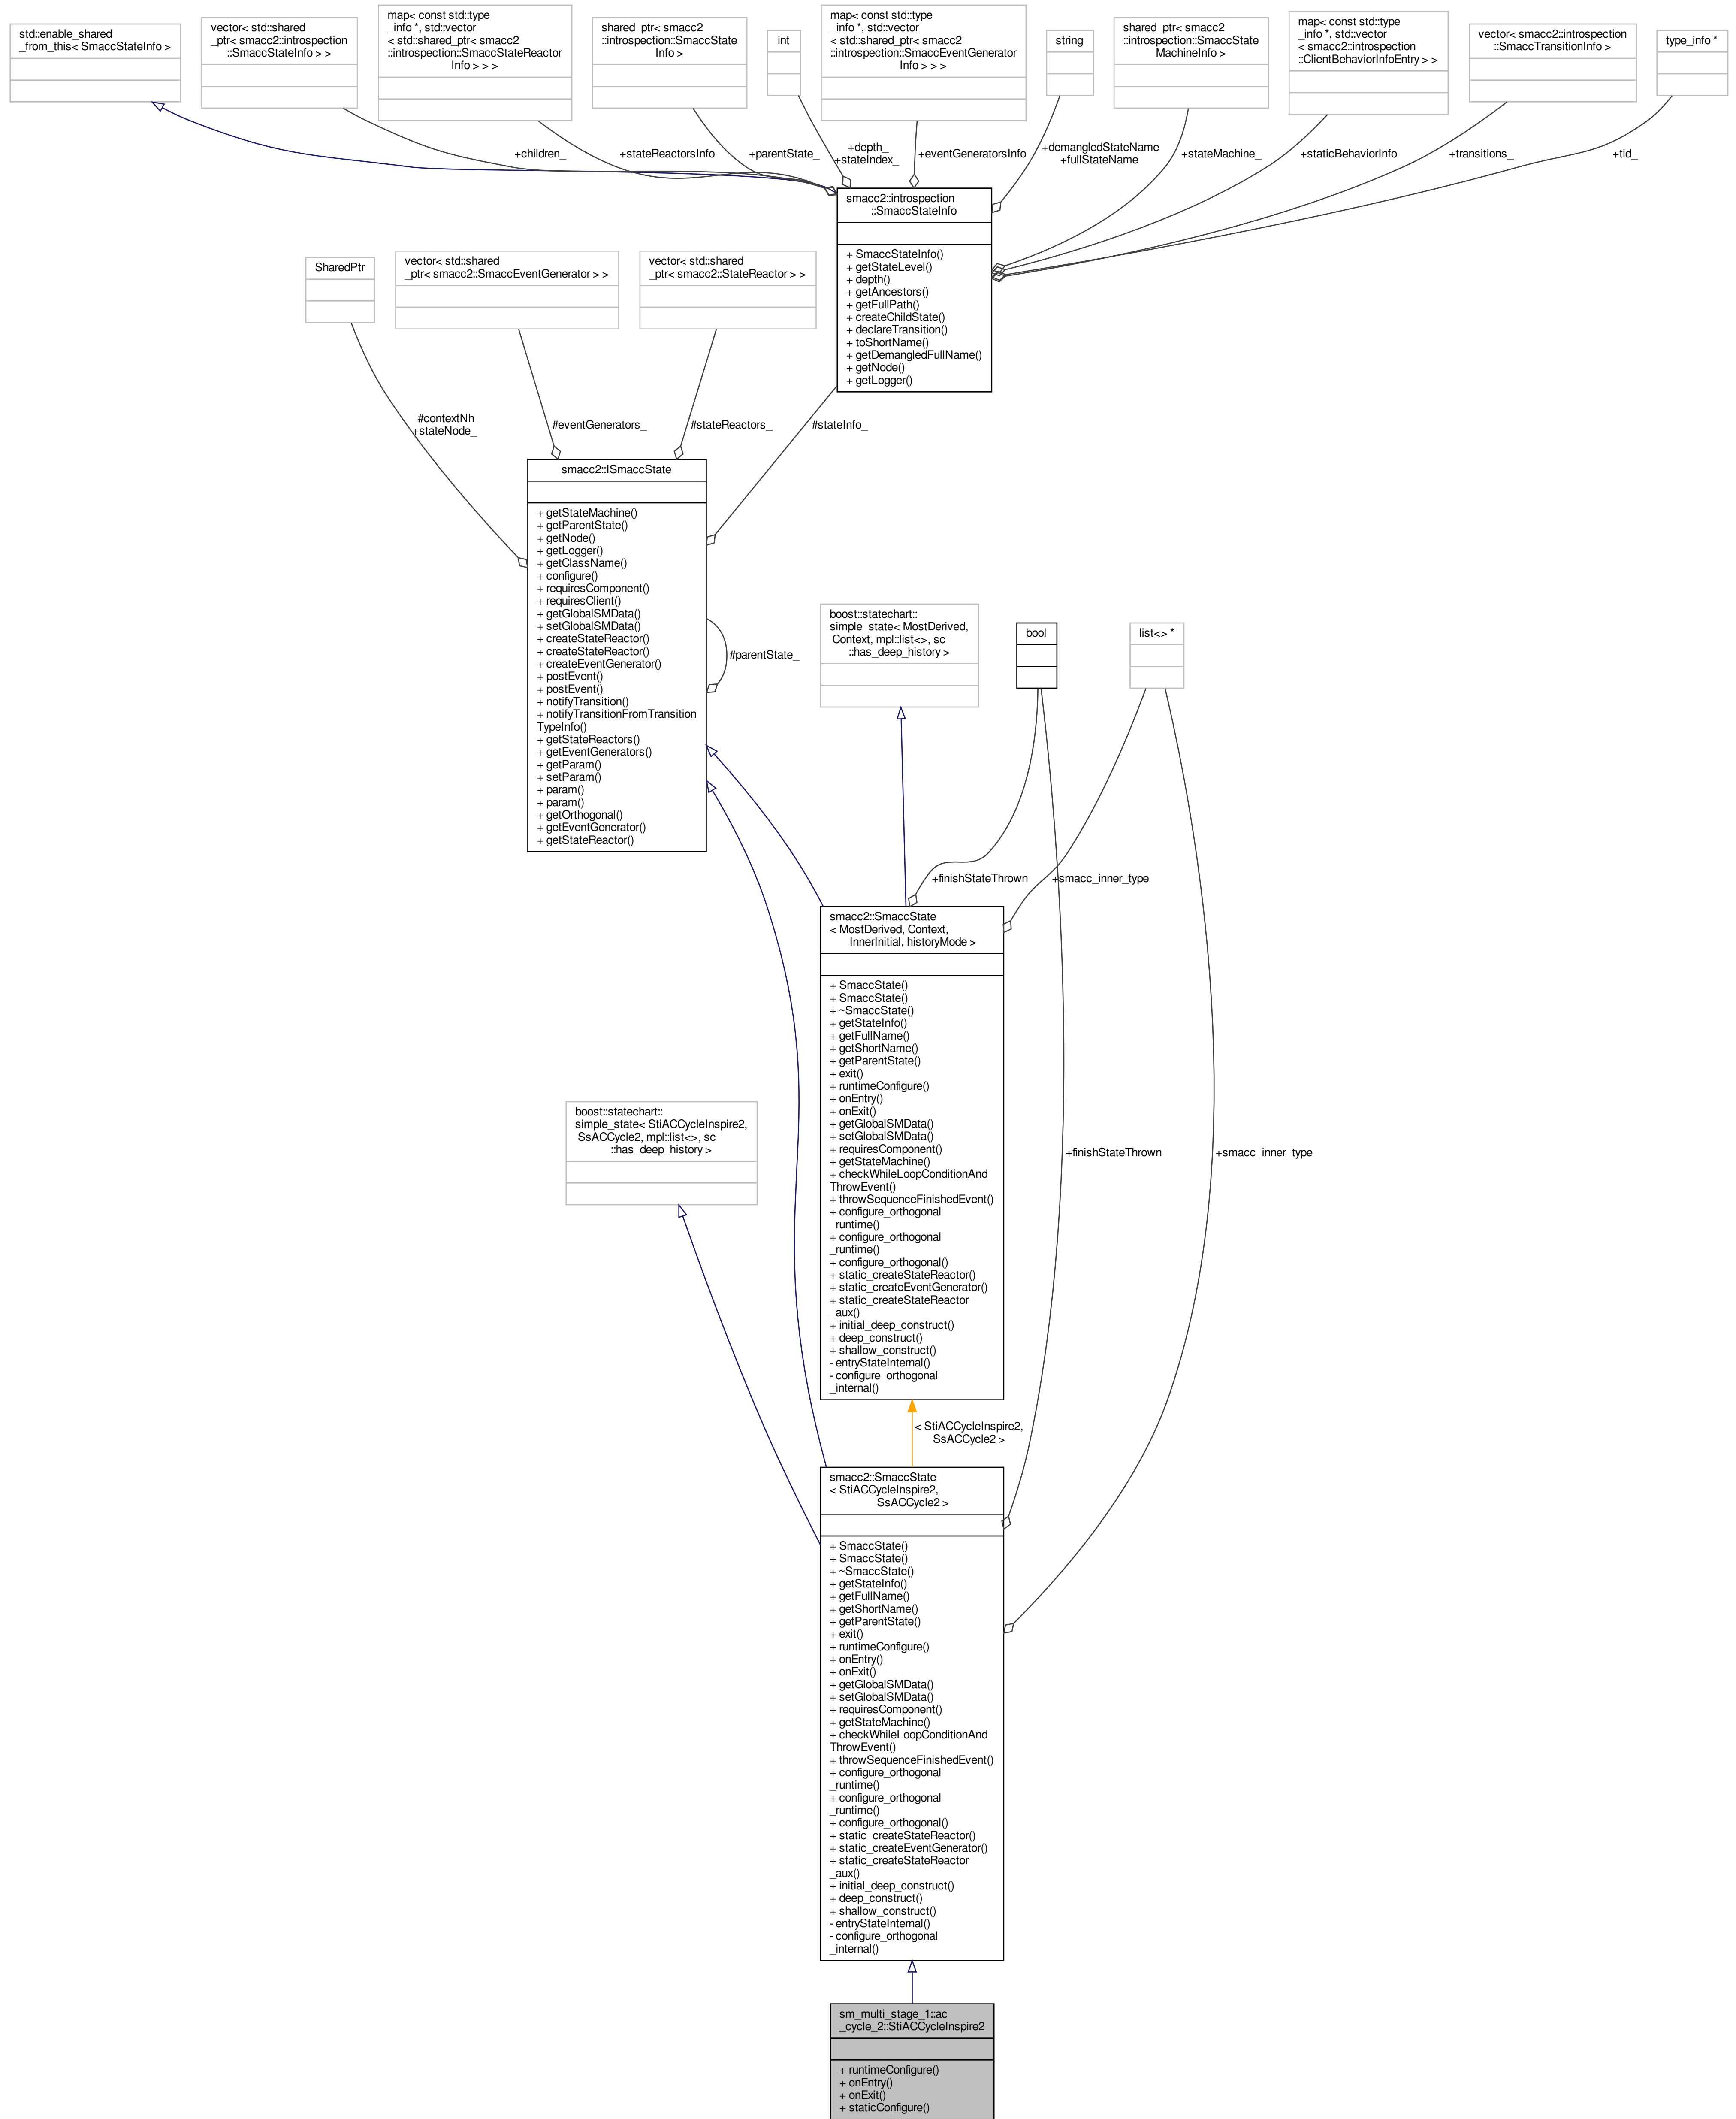 std::enable_shared
_from_this< SmaccStateInfo >
vector< std::shared
_ptr< smacc2::introspection
::SmaccStateInfo > >
map< const std::type
_info *, std::vector
< std::shared_ptr< smacc2
::introspection::SmaccStateReactor
Info > > >
shared_ptr< smacc2
::introspection::SmaccState
Info >
int
map< const std::type
_info *, std::vector
< std::shared_ptr< smacc2
::introspection::SmaccEventGenerator
Info > > >
string
shared_ptr< smacc2
::introspection::SmaccState
MachineInfo >
map< const std::type
_info *, std::vector
< smacc2::introspection
::ClientBehaviorInfoEntry > >
vector< smacc2::introspection
::SmaccTransitionInfo >
type_info *
+children_
+stateReactorsInfo
+parentState_
+depth_
+stateIndex_
+eventGeneratorsInfo
+demangledStateName
+fullStateName
+stateMachine_
+staticBehaviorInfo
+transitions_
+tid_
smacc2::introspection
::SmaccStateInfo
+ SmaccStateInfo()
+ getStateLevel()
+ depth()
+ getAncestors()
+ getFullPath()
+ createChildState()
+ declareTransition()
+ toShortName()
+ getDemangledFullName()
+ getNode()
+ getLogger()
SharedPtr
vector< std::shared
_ptr< smacc2::SmaccEventGenerator > >
vector< std::shared
_ptr< smacc2::StateReactor > >
#contextNh
+stateNode_
#eventGenerators_
#stateReactors_
#stateInfo_
smacc2::ISmaccState
+ getStateMachine()
+ getParentState()
+ getNode()
+ getLogger()
+ getClassName()
+ configure()
+ requiresComponent()
+ requiresClient()
+ getGlobalSMData()
+ setGlobalSMData()
+ createStateReactor()
+ createStateReactor()
+ createEventGenerator()
+ postEvent()
+ postEvent()
+ notifyTransition()
+ notifyTransitionFromTransition
TypeInfo()
+ getStateReactors()
+ getEventGenerators()
+ getParam()
+ setParam()
+ param()
+ param()
+ getOrthogonal()
+ getEventGenerator()
+ getStateReactor()
#parentState_
boost::statechart::
simple_state< MostDerived,
Context, mpl::list<>, sc
::has_deep_history >
bool
list<> *
+finishStateThrown
+smacc_inner_type
smacc2::SmaccState
< MostDerived, Context,
InnerInitial, historyMode >
+ SmaccState()
+ SmaccState()
+ ~SmaccState()
+ getStateInfo()
+ getFullName()
+ getShortName()
+ getParentState()
+ exit()
+ runtimeConfigure()
+ onEntry()
+ onExit()
+ getGlobalSMData()
+ setGlobalSMData()
+ requiresComponent()
+ getStateMachine()
+ checkWhileLoopConditionAnd
ThrowEvent()
+ throwSequenceFinishedEvent()
+ configure_orthogonal
_runtime()
+ configure_orthogonal
_runtime()
+ configure_orthogonal()
+ static_createStateReactor()
+ static_createEventGenerator()
+ static_createStateReactor
_aux()
+ initial_deep_construct()
+ deep_construct()
+ shallow_construct()
- entryStateInternal()
- configure_orthogonal
_internal()
boost::statechart::
simple_state< StiACCycleInspire2,
SsACCycle2, mpl::list<>, sc
::has_deep_history >
+finishStateThrown
+smacc_inner_type
< StiACCycleInspire2,
SsACCycle2 >
smacc2::SmaccState
< StiACCycleInspire2,
SsACCycle2 >
+ SmaccState()
+ SmaccState()
+ ~SmaccState()
+ getStateInfo()
+ getFullName()
+ getShortName()
+ getParentState()
+ exit()
+ runtimeConfigure()
+ onEntry()
+ onExit()
+ getGlobalSMData()
+ setGlobalSMData()
+ requiresComponent()
+ getStateMachine()
+ checkWhileLoopConditionAnd
ThrowEvent()
+ throwSequenceFinishedEvent()
+ configure_orthogonal
_runtime()
+ configure_orthogonal
_runtime()
+ configure_orthogonal()
+ static_createStateReactor()
+ static_createEventGenerator()
+ static_createStateReactor
_aux()
+ initial_deep_construct()
+ deep_construct()
+ shallow_construct()
- entryStateInternal()
- configure_orthogonal
_internal()
sm_multi_stage_1::ac
_cycle_2::StiACCycleInspire2
+ runtimeConfigure()
+ onEntry()
+ onExit()
+ staticConfigure()